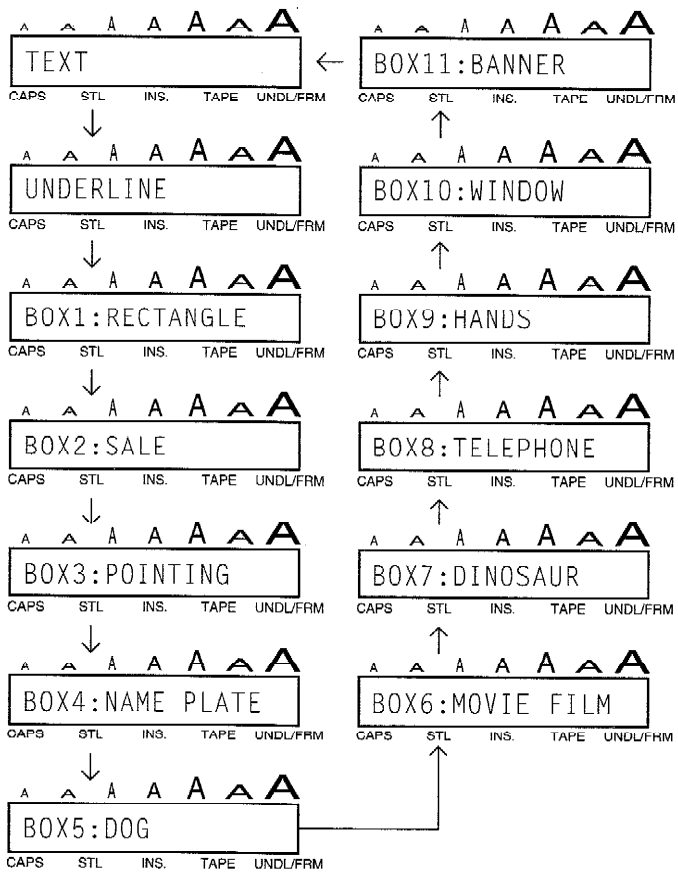 A A A A A A A
TEXT
CAPS STL INS. TAPE UNDL/FRM
A A A A A A A
UNDERLINE
CAPS STL INS. TAPE UNDL/FRM
A A A A A A A
BOX1:RECTANGLE
CAPS STL INS. TAPE UNDL/FRM
A A A A A A A
BOX2:SALE
CAPS STL INS. TAPE UNDL/FRM
A A A A A A A
BOX3:POINTING
CAPS STL INS. TAPE UNDL/FRM
A A A A A A A
BOX4:NAME PLATE
CAPS STL INS. TAPE UNDL/FRM
A A A A A A A
BOX5:DOG
CAPS STL INS. TAPE UNDL/FRM
A A A A A A A
BOX11:BANNER
CAPS STL INS. TAPE UNDL/FRM
A A A A A A A
BOX10:WINDOW
CAPS STL INS. TAPE UNDL/FRM
A A A A A A A
BOX9:HANDS
CAPS STL INS. TAPE UNDL/FRM
A A A A A A A
BOX8:TELEPHONE
CAPS STL INS. TAPE UNDL/FRM
A A A A A A A
BOX7:DINOSAUR
CAPS STL INS. TAPE UNDL/FRM
A A A A A A A
BOX6:MOVIE FILM
CAPS STL INS. TAPE UNDL/FRM